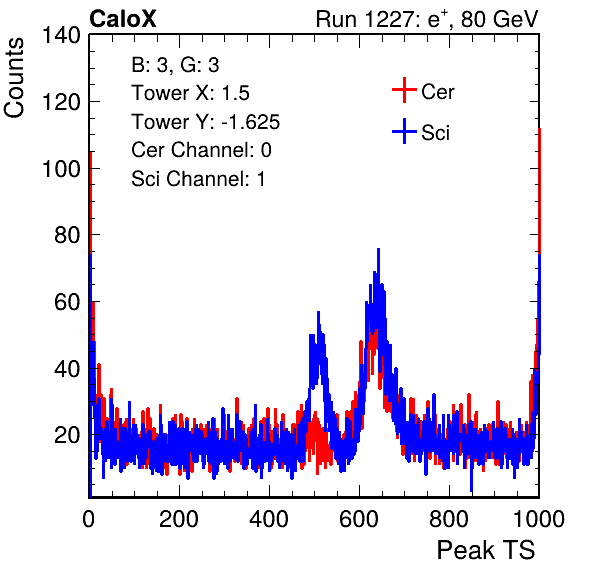 CaloX Run 1227: e+, 80 GeV
Counts
140
120
100
80
60
40
20
B: 3, G: 3
Tower X: 1.5
Tower Y: -1.625
Cer Channel: 0
Sci Channel: 1
Cer
Sci
0 200 400 600 800 1000
Peak TS